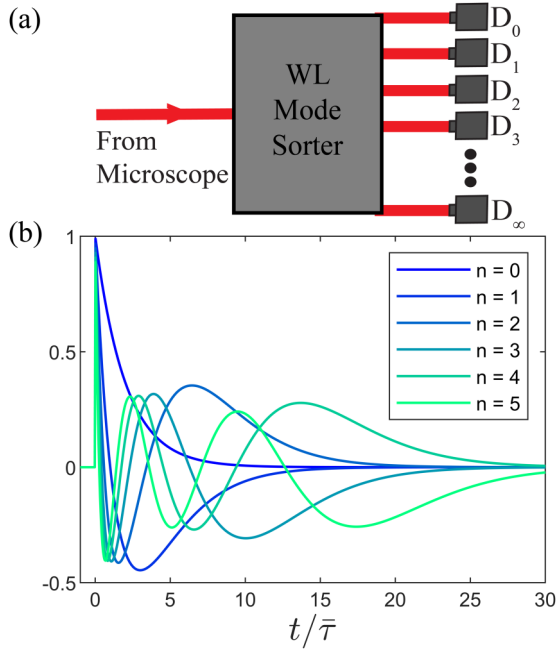 (a)
WL
Mode
Sorter
From
Microscope
D₀
D₁
D₂
D₃
D∞
(b)
1
0.5
0
-0.5
n = 0
n = 1
n = 2
n = 3
n = 4
n = 5
0 5 10 15 20 25 30
t/τ̄